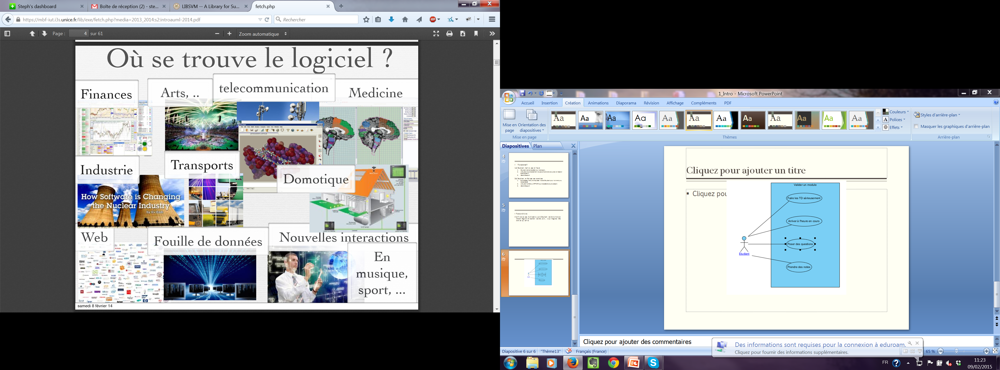 Steph's dashboard
Boîte de réception (2) - ste...
LIBSVM -- A Library for Su...
fetch.php
https://mbf-iut.i3s.unice.fr/lib/exe/fetch.php?media=2013_2014:s2:introauml-2014.pdf
Rechercher
ABP
Page : 4 sur 61
Zoom automatique
Où se trouve le logiciel ?
Finances
Arts, ..
telecommunication
Medicine
Industrie
Transports
Domotique
How Software is Changing
the Nuclear Industry
by Irv Badr
Web
Fouille de données
Nouvelles interactions
En
musique,
sport, ...
samedi 8 février 14
1_Intro - Microsoft PowerPoint
Accueil
Insertion
Création
Animations
Diaporama
Révision
Affichage
Compléments
PDF
Mise en page
Orientation des diapositives
Mise en page
Aa
Aa
Aa
Aa
Aa
Aa
Aa
Aa
Aa
Aa
Aa
Aa
Thèmes
Couleurs
Polices
Effets
Styles d'arrière-plan
Masquer les graphiques d'arrière-plan
Arrière-plan
Diapositives
Plan
4
5
6
Cliquez pour ajouter un titre
Cliquez pou
Valider un module
Faire les TD sérieusement
Arriver à l'heure en cours
Poser des questions
Prendre des notes
Etudiant
Cliquez pour ajouter des commentaires
Des informations sont requises pour la connexion à eduroam.
Cliquez pour fournir des informations supplémentaires.
Diapositive 6 sur 6
"Thème13"
Français (France)
65 %
FR
11:23
09/02/2015